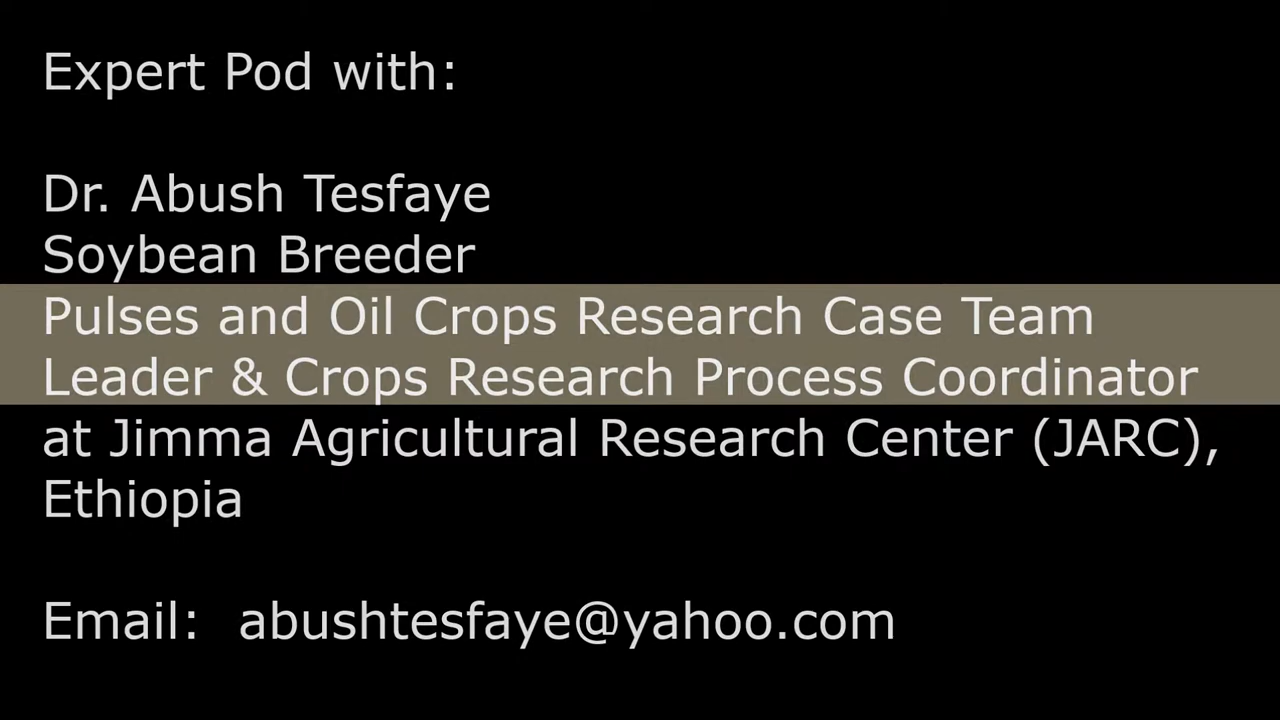 Expert Pod with:
Dr. Abush Tesfaye
Soybean Breeder
Pulses and Oil Crops Research Case Team
Leader & Crops Research Process Coordinator
at Jimma Agricultural Research Center (JARC),
Ethiopia
Email:  abushtesfaye@yahoo.com